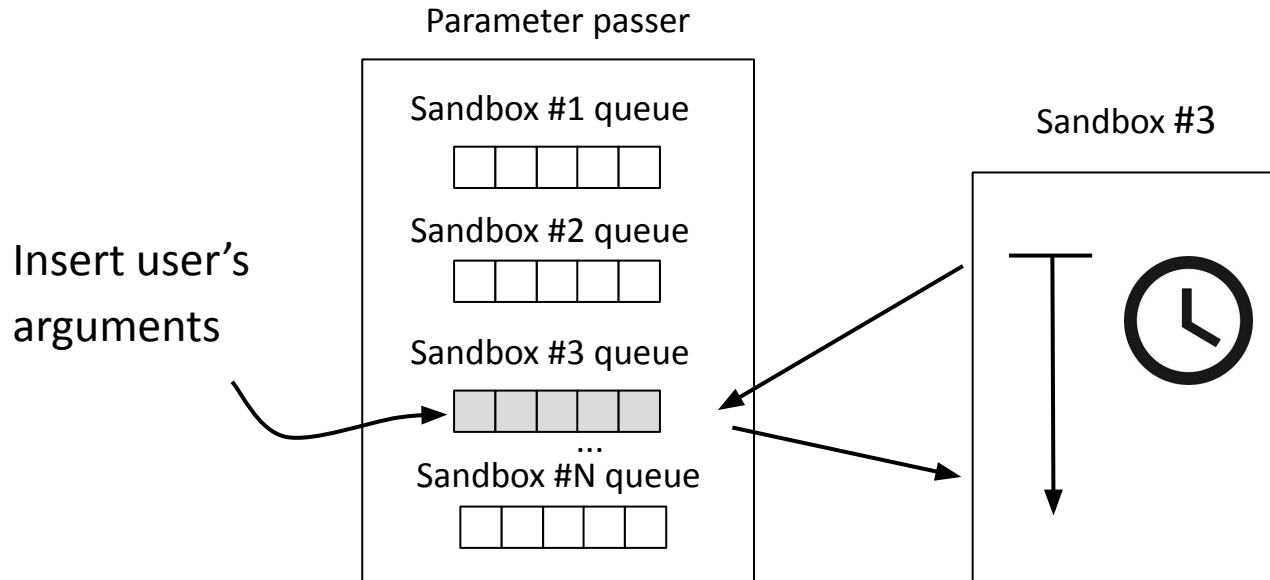 Parameter passer
Sandbox #1 queue
Sandbox #2 queue
Sandbox #3 queue
...
Sandbox #N queue
Insert user’s
arguments
Sandbox #3